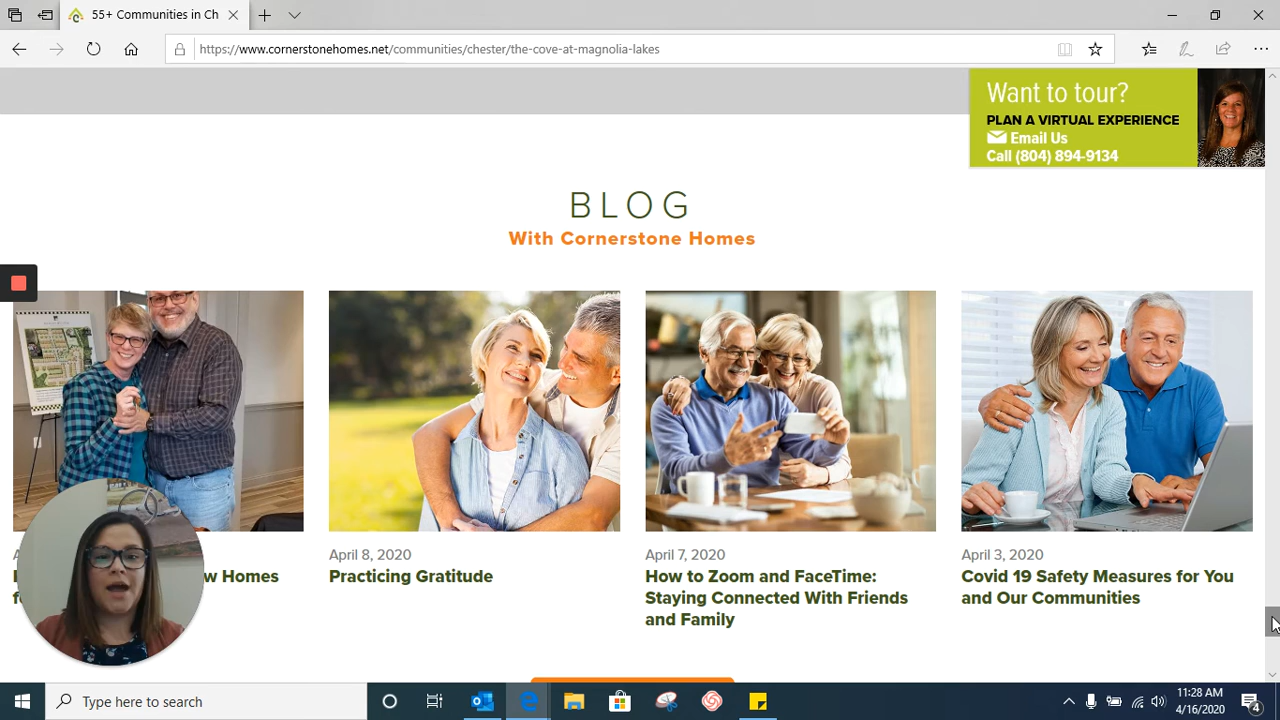 55+ Communities in Ch
https://www.cornerstonehomes.net/communities/chester/the-cove-at-magnolia-lakes
Want to tour?
PLAN A VIRTUAL EXPERIENCE
Email Us
Call (804) 894-9134
BLOG
With Cornerstone Homes
w Homes
April 8, 2020
Practicing Gratitude
April 7, 2020
How to Zoom and FaceTime:
Staying Connected With Friends
and Family
April 3, 2020
Covid 19 Safety Measures for You
and Our Communities
Type here to search
11:28 AM
4/16/2020
4